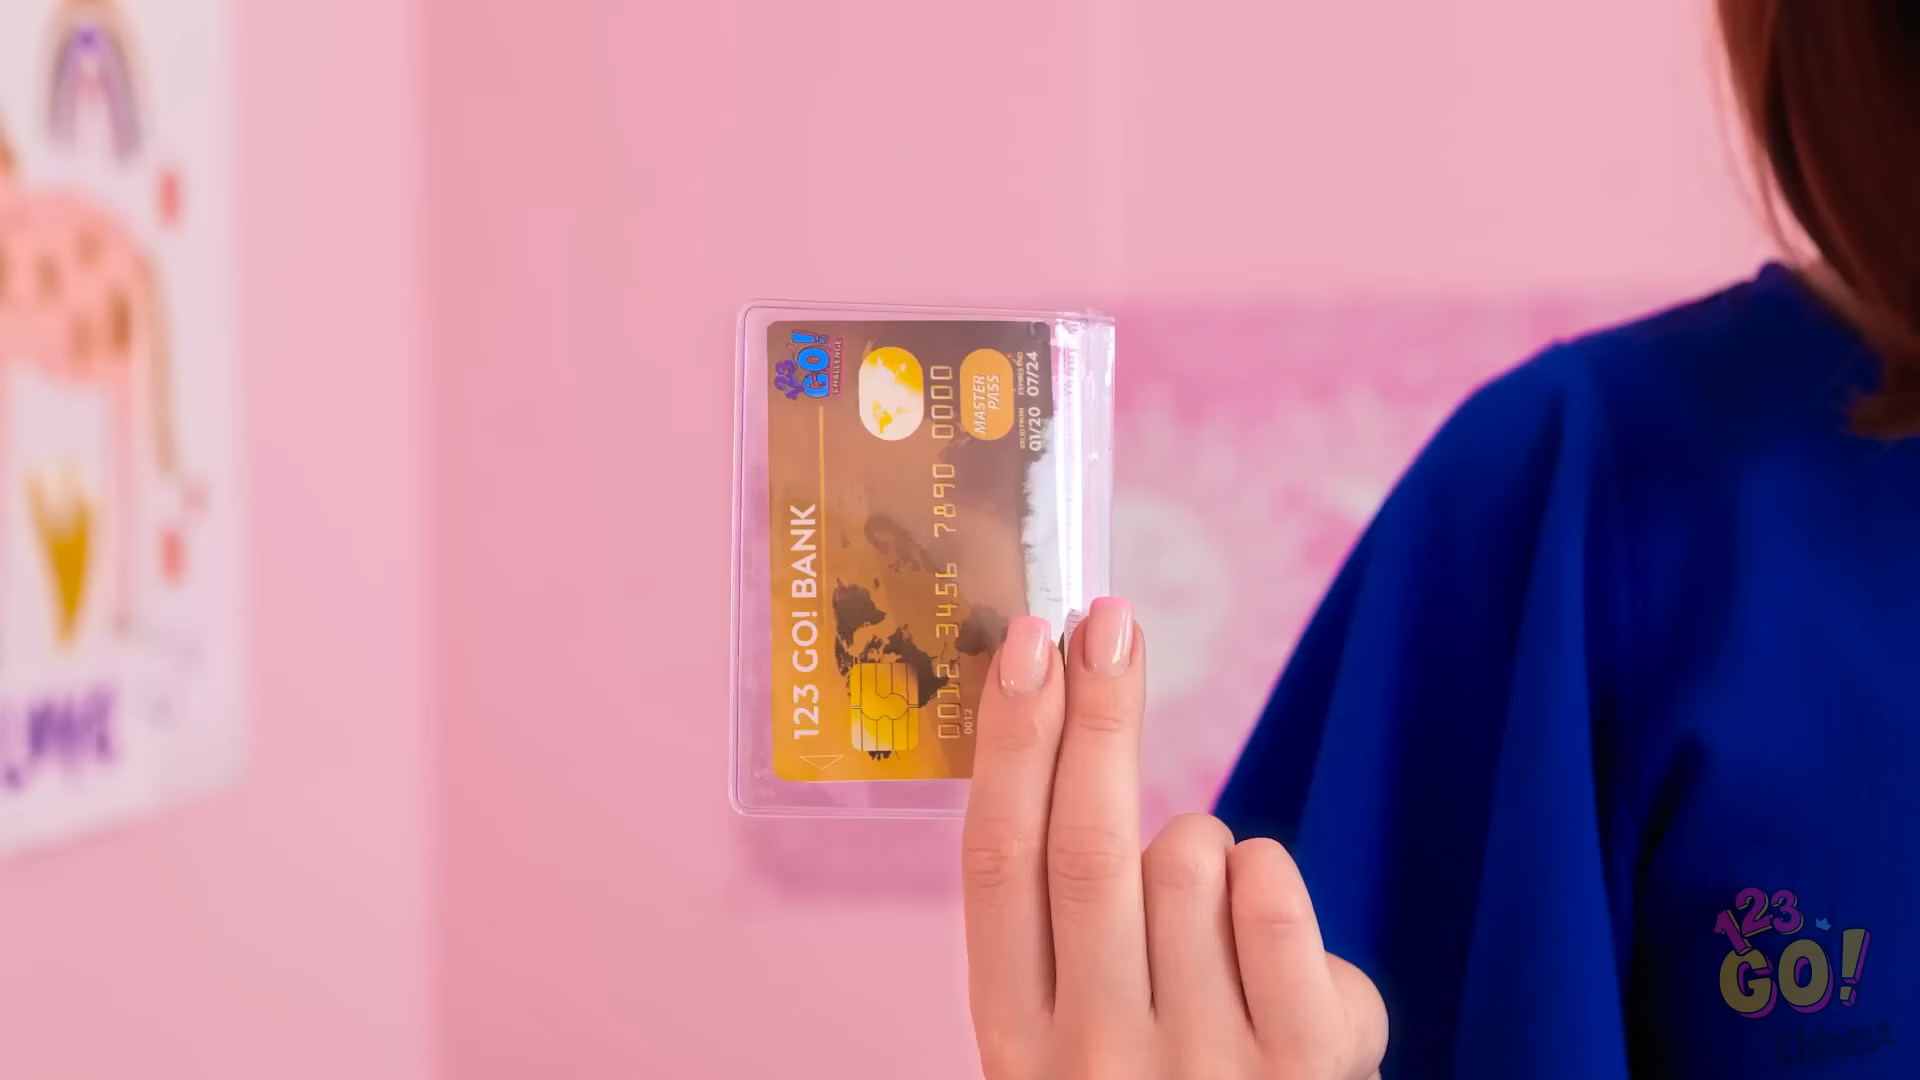 123 GO! BANK
123
GO!
CHALLENGE
0012 3456 7890 0000
0012
MASTER
PASS
VALID FROM
01/20
EXPIRES END
07/24
123
GO!
Chinese